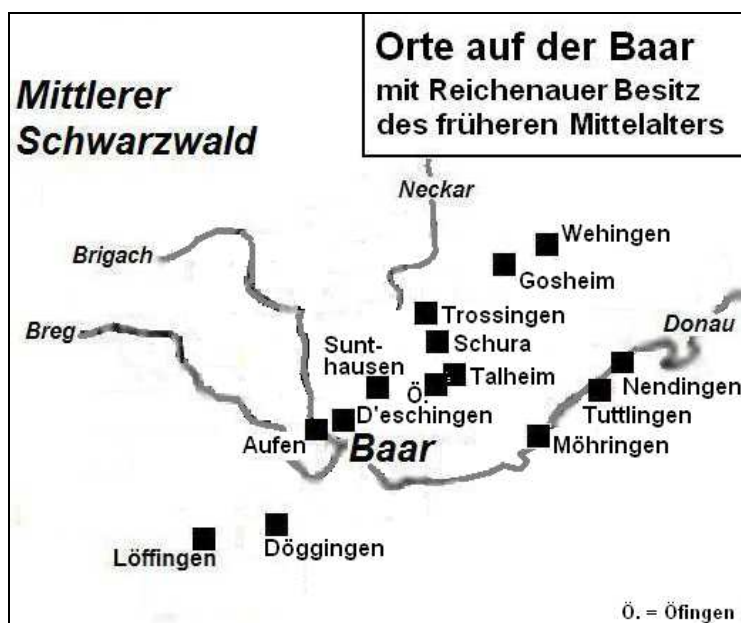 Orte auf der Baar
mit Reichenauer Besitz
des früheren Mittelalters
Mittlerer
Schwarzwald
Neckar
Brigach
Wehingen
Gosheim
Breg
Trossingen
Donau
Schura
Sunt-
hausen
Talheim
Ö.
Nendingen
Tuttlingen
D'eschingen
Aufen
Baar
Möhringen
Löffingen
Döggingen
Ö. = Öfingen